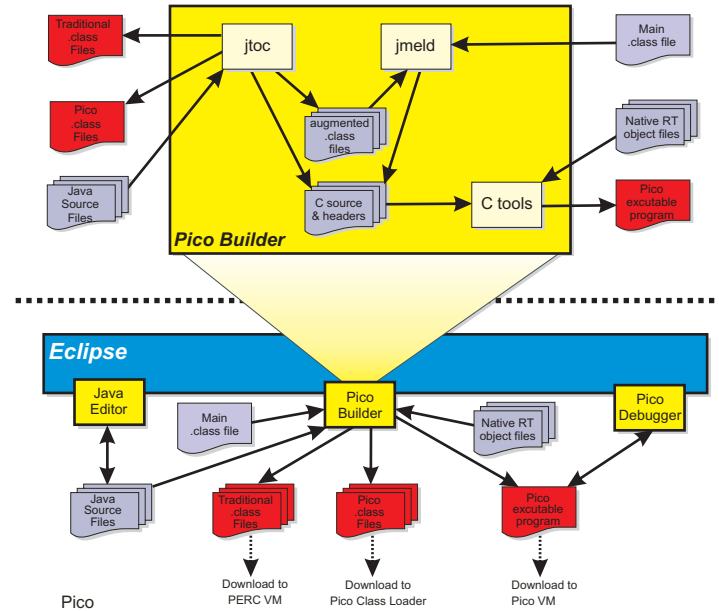 Traditional
.class
Files
jtoc
jmeld
Main
.class file
Pico
.class
Files
augmented
.class
files
Native RT
object files
Java
Source
Files
C source
& headers
C tools
Pico
excutable
program
Pico Builder
Eclipse
Java
Editor
Pico
Builder
Pico
Debugger
Main
.class file
Native RT
object files
Java
Source
Files
Traditional
.class
Files
Pico
.class
Files
Pico
excutable
program
Download to
PERC VM
Download to
Pico Class Loader
Download to
Pico VM
Pico